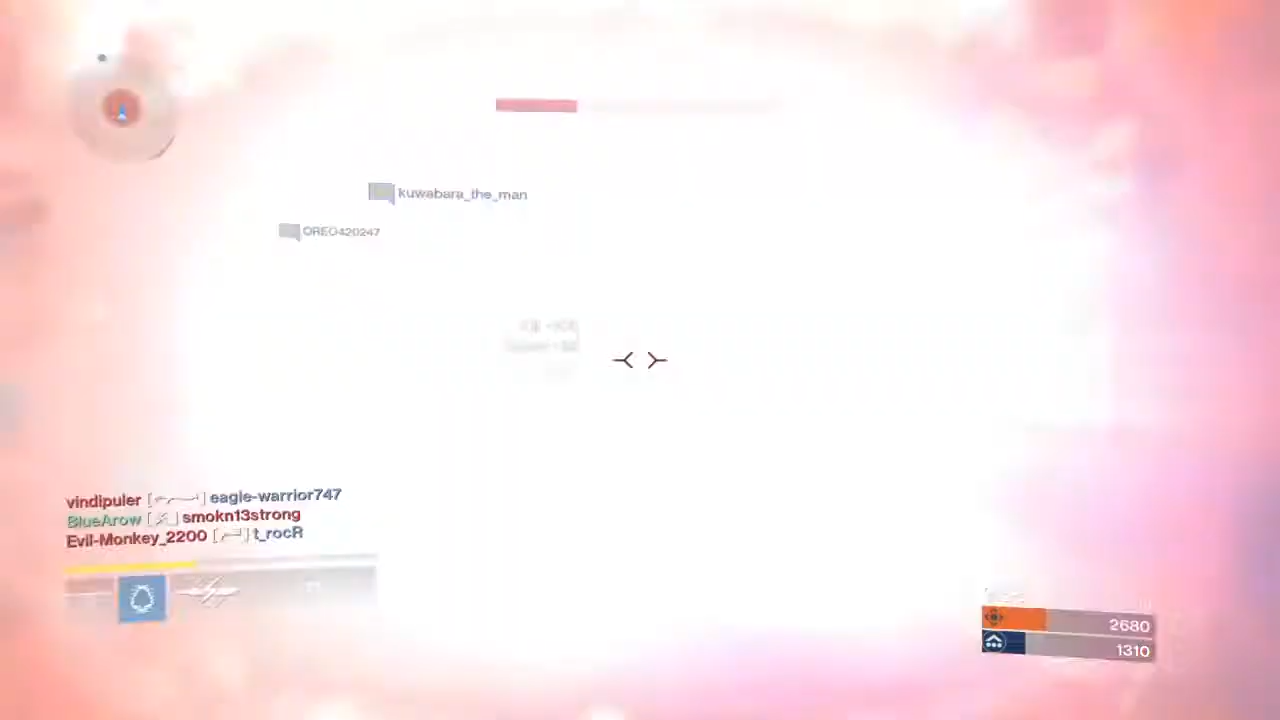 kuwabara_the_man
OREO420247
vindipuler [ ] eagle-warrior747
BlueArow [ ] smokn13strong
Evil-Monkey_2200 [ ] t_rocR
2680
1310